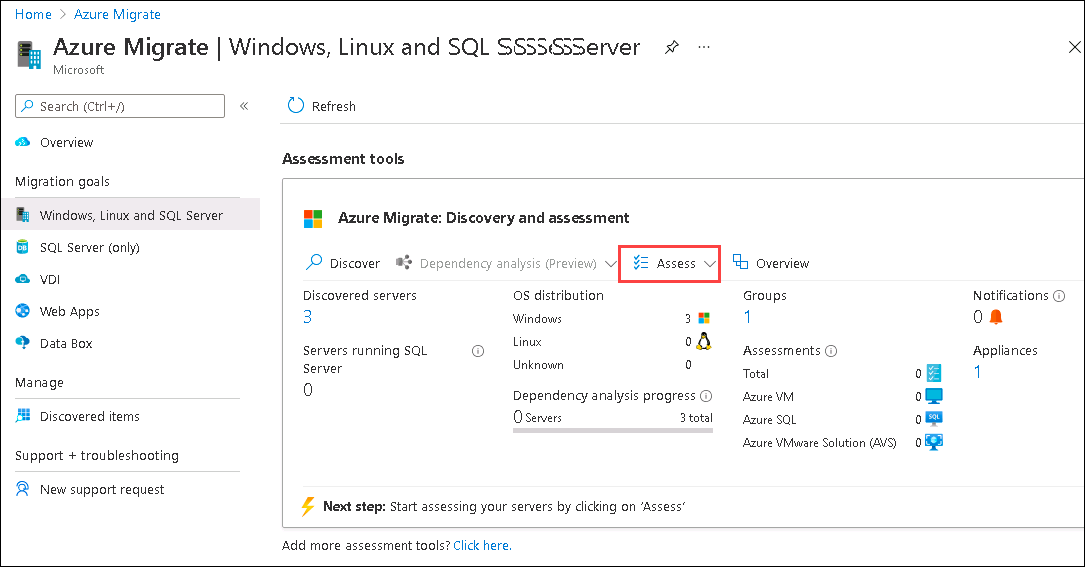 Home > Azure Migrate
Azure Migrate | Windows, Linux and SQL
Microsoft
Search (Ctrl+/)
«
Overview
Migration goals
Windows, Linux and SQL Server
SQL Server (only)
VDI
Web Apps
Data Box
Manage
Discovered items
Support + troubleshooting
New support request
Refresh
Assessment tools
Azure Migrate: Discovery and assessment
Discover Dependency analysis (Preview) Assess Overview
Discovered servers
3
Servers running SQL
Server
0
OS distribution
Windows 3
Linux 0
Unknown 0
Dependency analysis progress
0 Servers 3 total
Groups
1
Assessments
Total 0
Azure VM 0
Azure SQL 0
Azure VMware Solution (AVS) 0
Notifications
0
Appliances
1
Next step: Start assessing your servers by clicking on 'Assess'
Add more assessment tools? Click here.